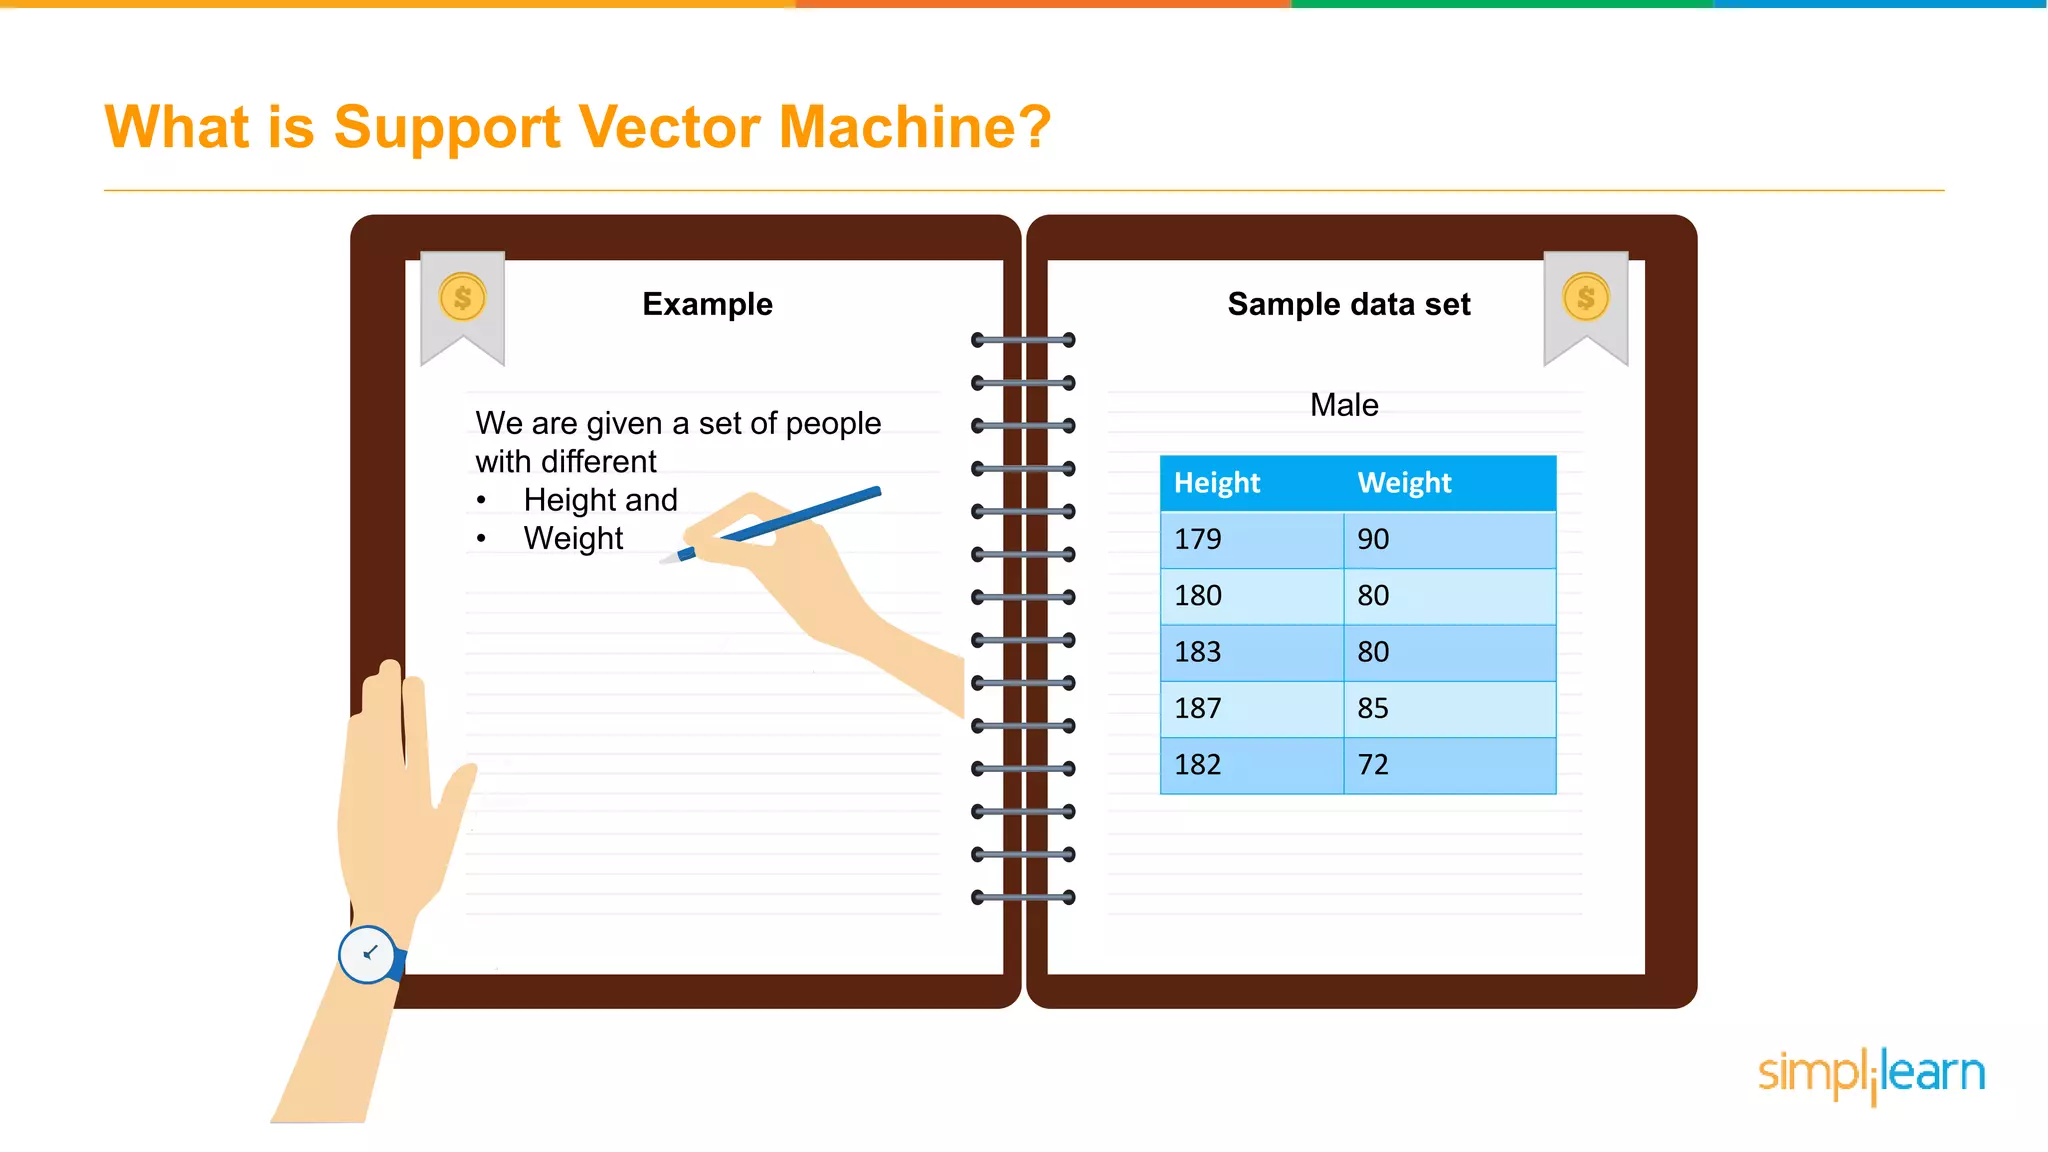 What is Support Vector Machine?
Example
We are given a set of people
with different
• Height and
• Weight
Sample data set
Male
Height Weight
179 90
180 80
183 80
187 85
182 72
simplilearn